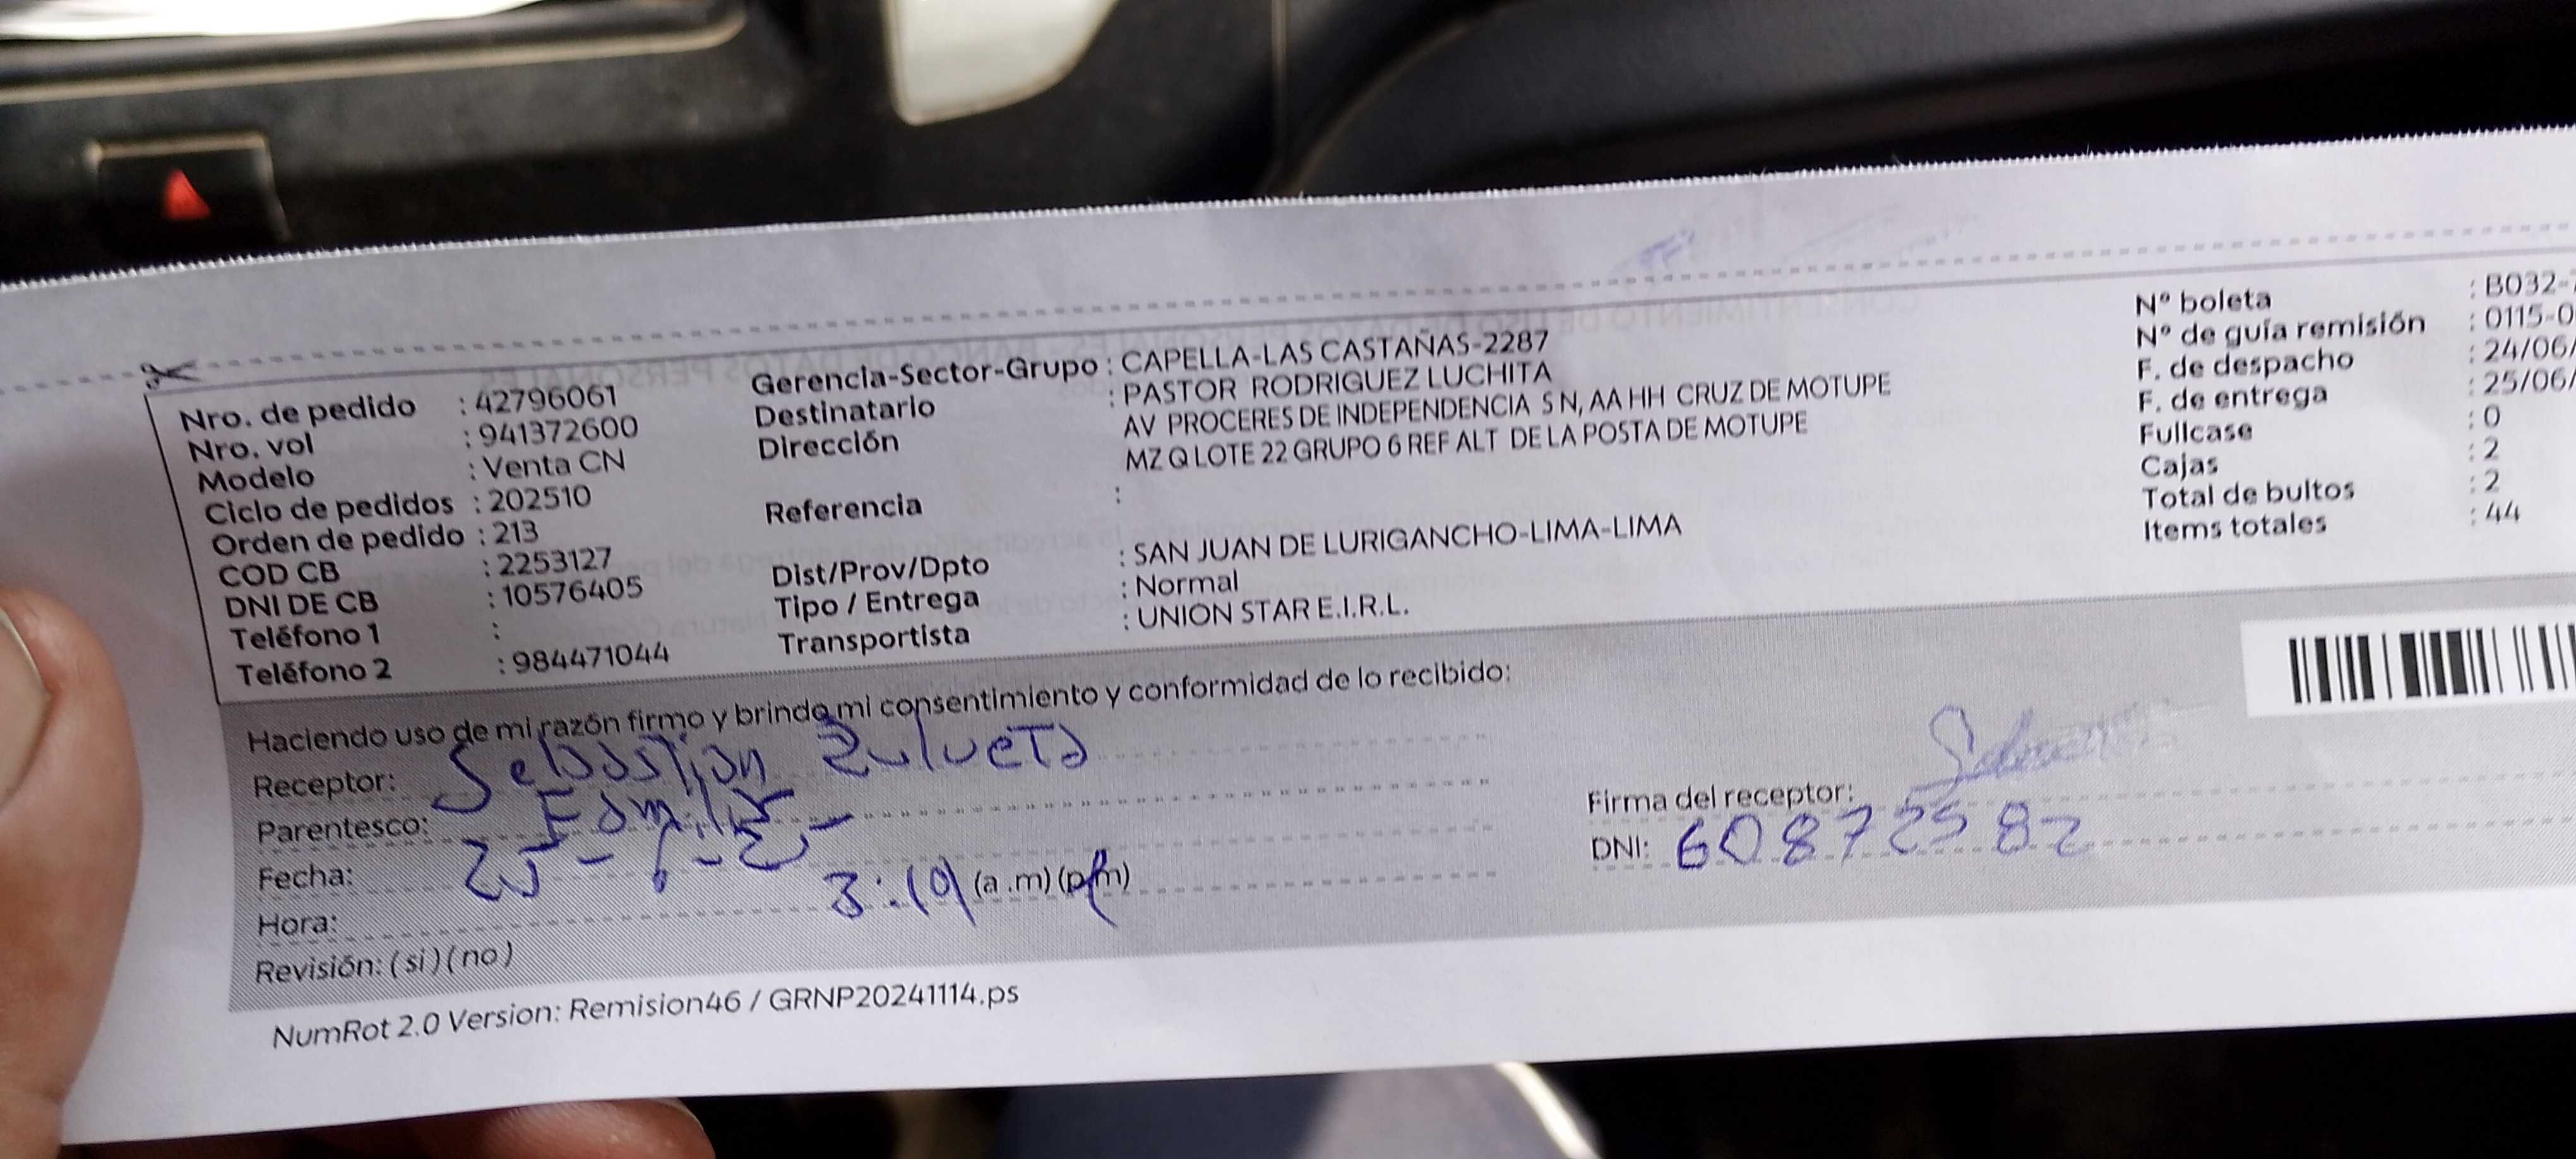 Nro. de pedido : 42796061
Nro. vol : 941372600
Modelo : Venta CN
Ciclo de pedidos : 202510
Orden de pedido : 213
COD CB : 2253127
DNI DE CB : 10576405
Teléfono 1 :
Teléfono 2 : 984471044
Gerencia-Sector-Grupo : CAPELLA-LAS CASTAÑAS-2287
Destinatario : PASTOR RODRIGUEZ LUCHITA
Dirección AV PROCERES DE INDEPENDENCIA S N, AA HH CRUZ DE MOTUPE
MZ Q LOTE 22 GRUPO 6 REF ALT DE LA POSTA DE MOTUPE
Referencia :
Dist/Prov/Dpto : SAN JUAN DE LURIGANCHO-LIMA-LIMA
Tipo / Entrega : Normal
Transportista : UNION STAR E.I.R.L.
Nº boleta : B032-
Nº de guía remisión : 0115-0
F. de despacho : 24/06/
F. de entrega : 25/06/
Fullcase : 0
Cajas : 2
Total de bultos : 2
Items totales : 44
Haciendo uso de mi razón firmo y brindo mi consentimiento y conformidad de lo recibido:
Receptor: Sebastian Zulueta
Parentesco:
Fecha: 25-6-25
Hora: 3:10 (a.m) (p.m)
Revisión: (si) (no)
Firma del receptor:
DNI: 60872582
NumRot 2.0 Version: Remision46 / GRNP20241114.ps